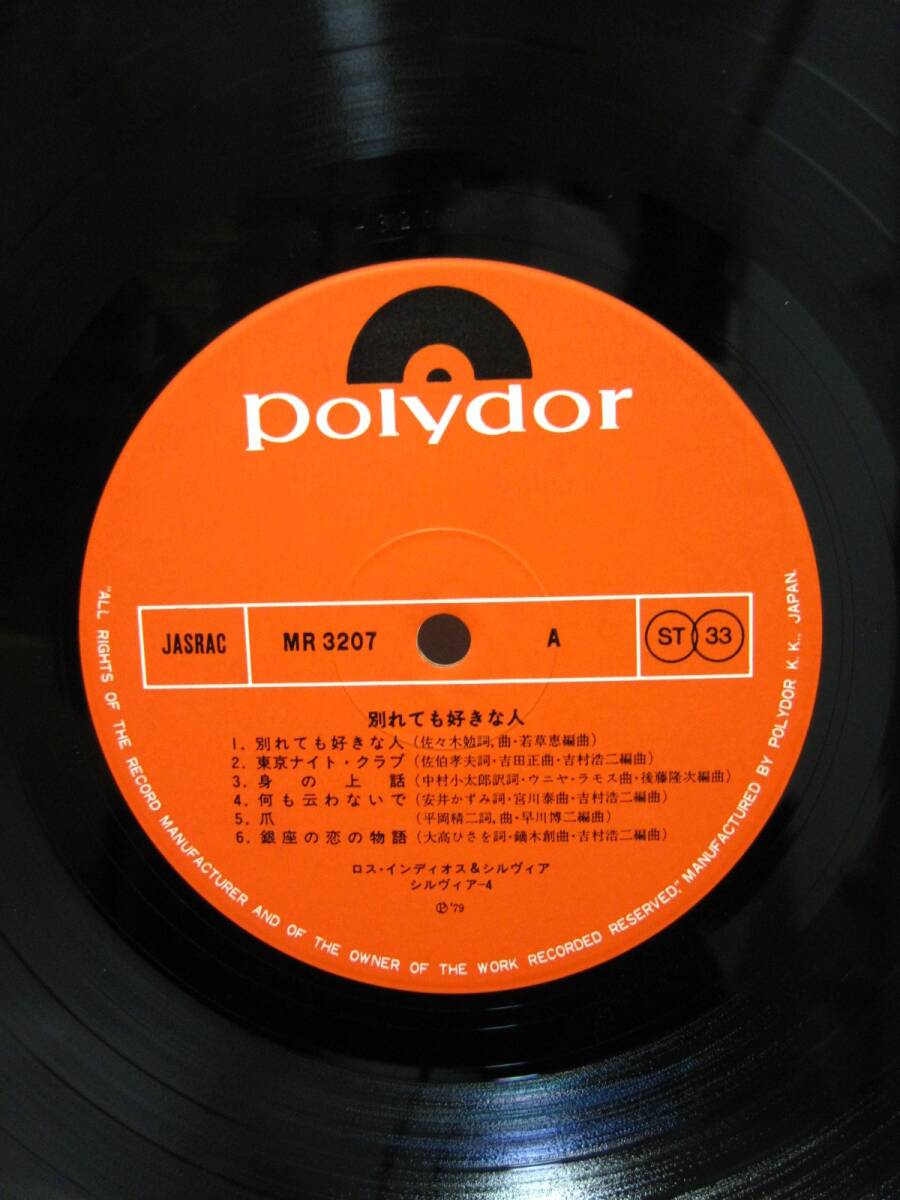 polydor
JASRAC MR 3207 A ST 33
別れても好きな人
1. 別れても好きな人 (佐々木勉詞,曲・若草恵編曲)
2. 東京ナイト・クラブ (佐伯孝夫詞・吉田正曲・吉村浩二編曲)
3. 身の上話 (中村小太郎訳詞・ウニヤ・ラモス曲・後藤隆次編曲)
4. 何も云わないで (安井かずみ詞・宮川泰曲・吉村浩二編曲)
5. 爪 (平岡精二詞,曲・早川博二編曲)
6. 銀座の恋の物語 (大高ひさを詞・鏑木創曲・吉村浩二編曲)
ロス・インディオス&シルヴィア
シルヴィア-4
Ⓟ'79
"ALL RIGHTS OF THE RECORD MANUFACTURER AND OF THE OWNER OF THE WORK RECORDED RESERVED." MANUFACTURED BY POLYDOR K.K., JAPAN.